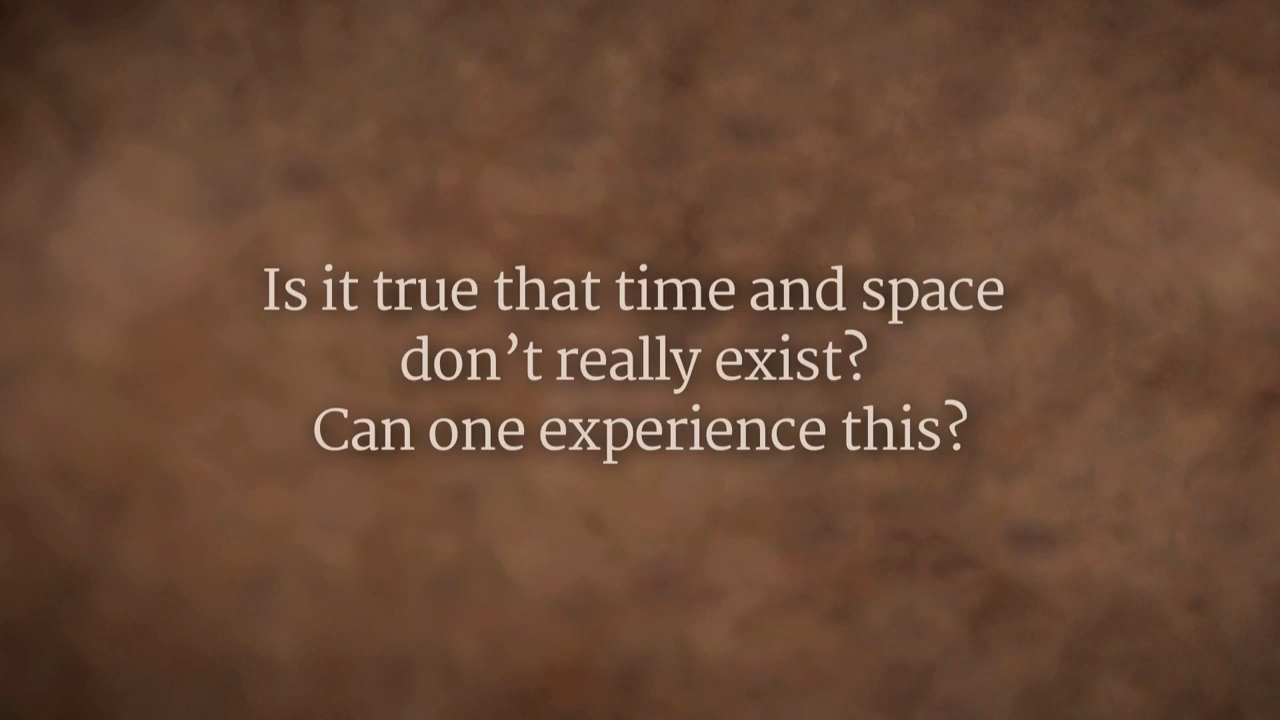 Is it true that time and space
don’t really exist?
Can one experience this?